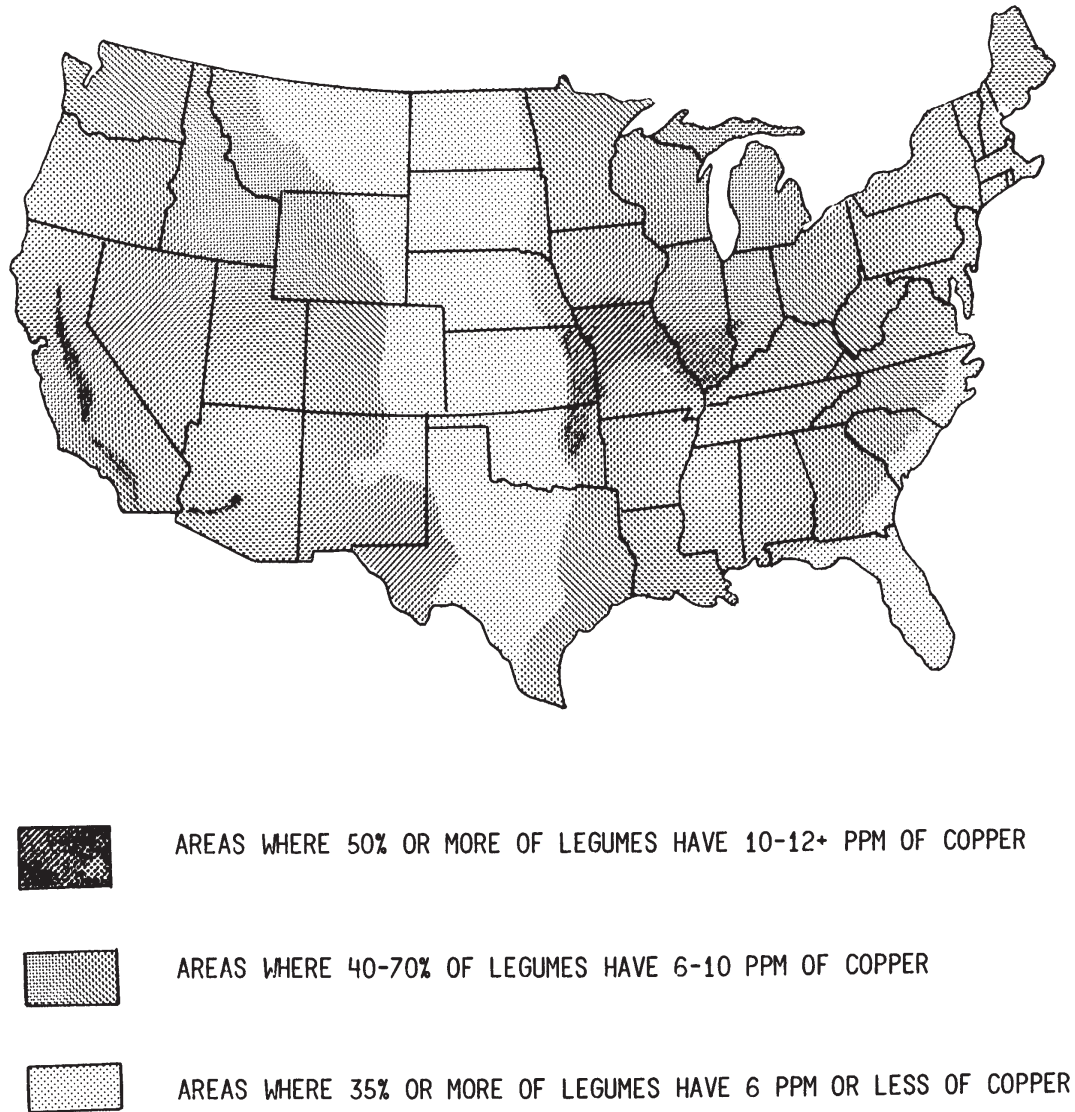 AREAS WHERE 50% OR MORE OF LEGUMES HAVE 10-12+ PPM OF COPPER
AREAS WHERE 40-70% OF LEGUMES HAVE 6-10 PPM OF COPPER
AREAS WHERE 35% OR MORE OF LEGUMES HAVE 6 PPM OR LESS OF COPPER